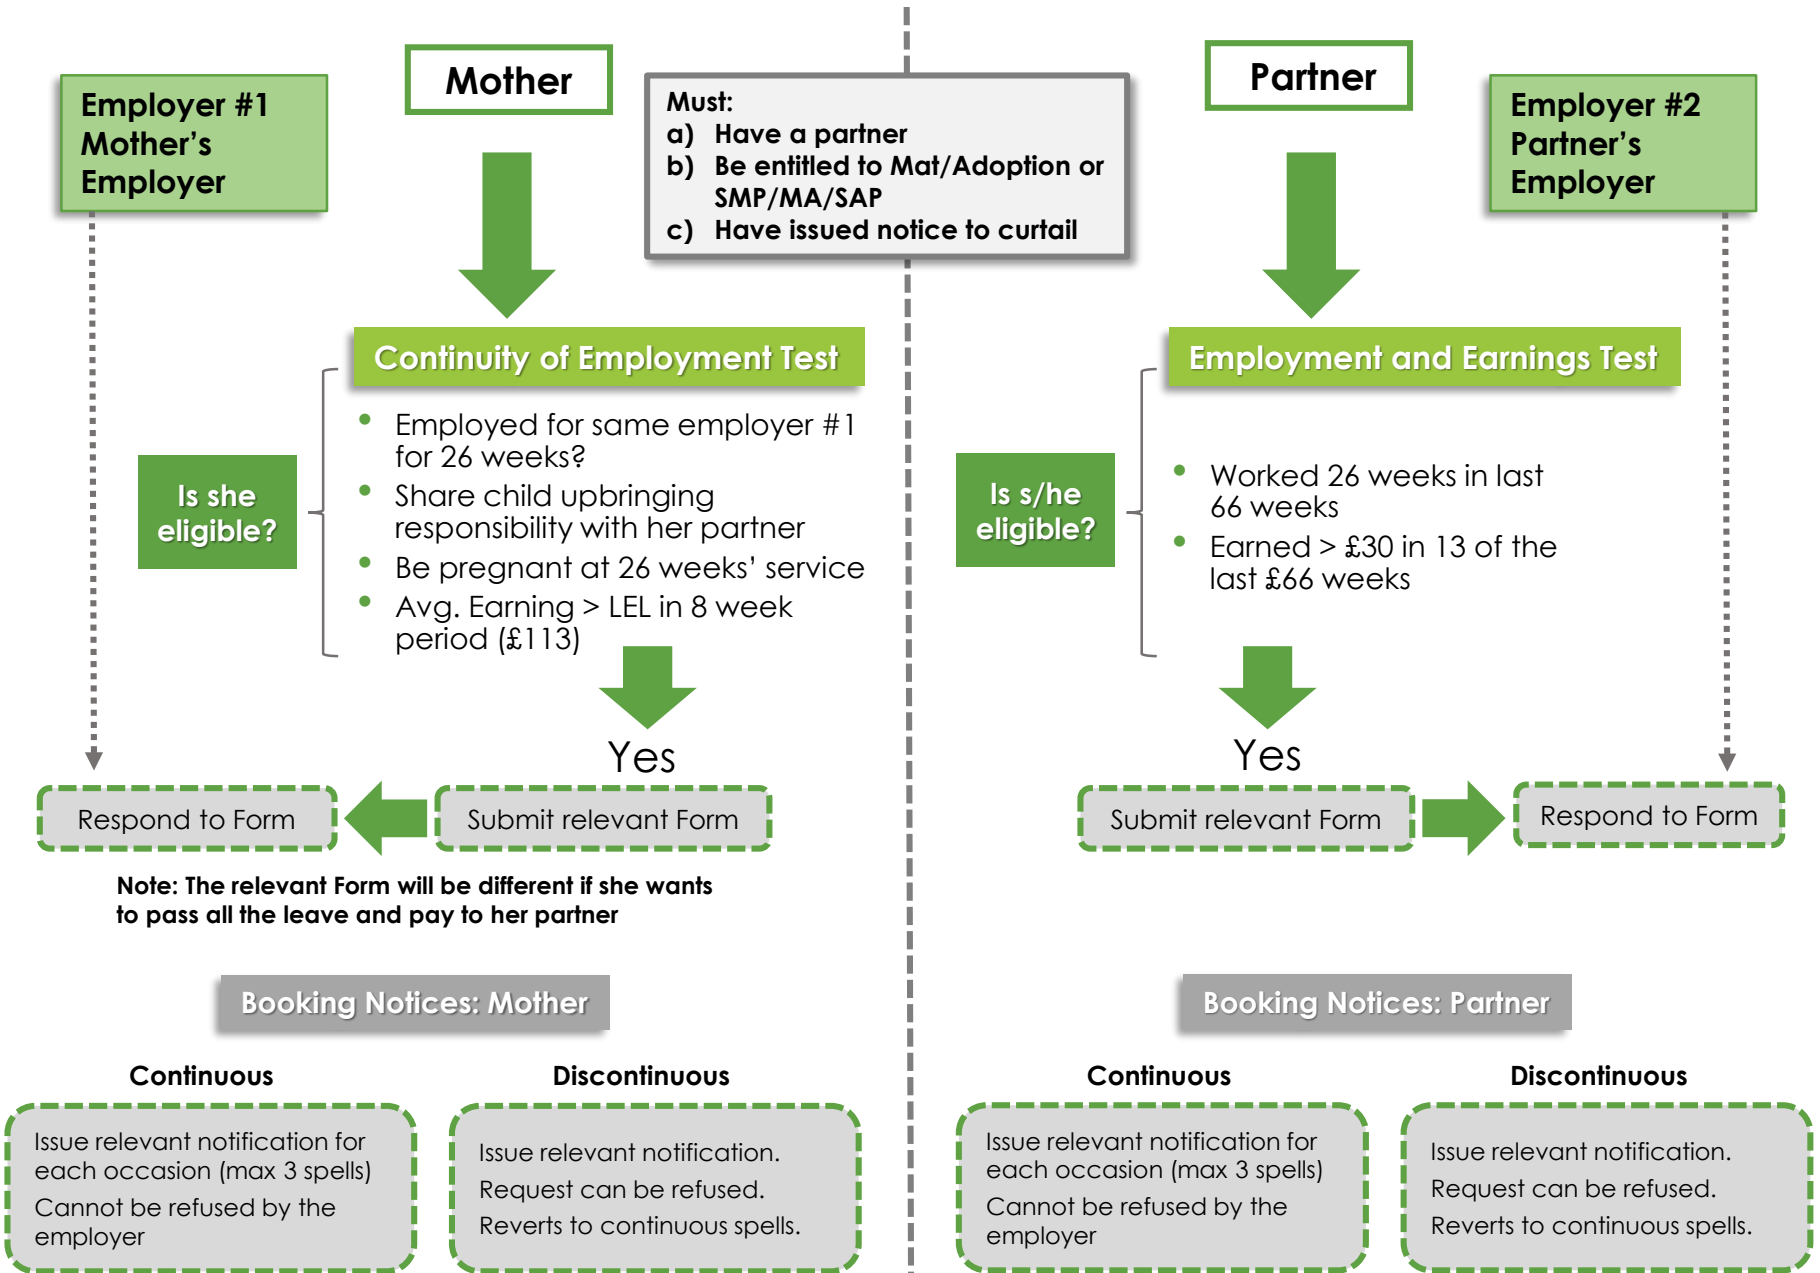 Employer #1
Mother's
Employer
Mother
Must:
a) Have a partner
b) Be entitled to Mat/Adoption or
SMP/MA/SAP
c) Have issued notice to curtail
Partner
Employer #2
Partner's
Employer
Continuity of Employment Test
Is she
eligible?
• Employed for same employer #1
for 26 weeks?
• Share child upbringing
responsibility with her partner
• Be pregnant at 26 weeks' service
• Avg. Earning > LEL in 8 week
period (£113)
Yes
Submit relevant Form
Respond to Form
Note: The relevant Form will be different if she wants
to pass all the leave and pay to her partner
Employment and Earnings Test
Is s/he
eligible?
• Worked 26 weeks in last
66 weeks
• Earned > £30 in 13 of the
last £66 weeks
Yes
Submit relevant Form
Respond to Form
Booking Notices: Mother
Continuous
Issue relevant notification for
each occasion (max 3 spells)
Cannot be refused by the
employer
Discontinuous
Issue relevant notification.
Request can be refused.
Reverts to continuous spells.
Booking Notices: Partner
Continuous
Issue relevant notification for
each occasion (max 3 spells)
Cannot be refused by the
employer
Discontinuous
Issue relevant notification.
Request can be refused.
Reverts to continuous spells.